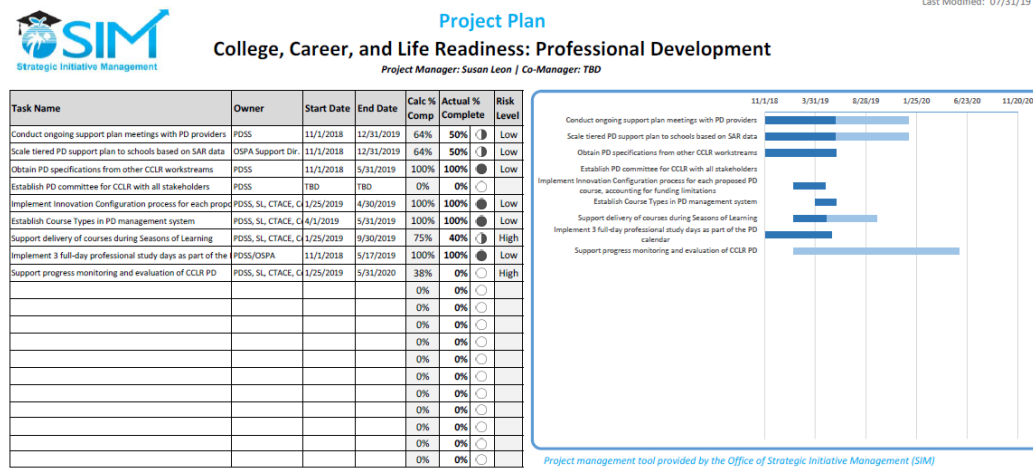 Last Modified: 07/31/19
SIM
Strategic Initiative Management
Project Plan
College, Career, and Life Readiness: Professional Development
Project Manager: Susan Leon | Co-Manager: TBD
Task Name Owner Start Date End Date Calc % Comp Actual % Complete Risk Level
Conduct ongoing support plan meetings with PD providers PDSS 11/1/2018 12/31/2019 64% 50% Low
Scale tiered PD support plan to schools based on SAR data OSPA Support Dir. 11/1/2018 12/31/2019 64% 50% Low
Obtain PD specifications from other CCLR workstreams PDSS 11/1/2018 5/31/2019 100% 100% Low
Establish PD committee for CCLR with all stakeholders PDSS TBD TBD 0% 0%
Implement Innovation Configuration process for each propo PDSS, SL, CTACE, C 1/25/2019 4/30/2019 100% 100% Low
Establish Course Types in PD management system PDSS, SL, CTACE, C 4/1/2019 5/31/2019 100% 100% Low
Support delivery of courses during Seasons of Learning PDSS, SL, CTACE, C 1/25/2019 9/30/2019 75% 40% High
Implement 3 full-day professional study days as part of the PDSS/OSPA 11/1/2018 5/17/2019 100% 100% Low
Support progress monitoring and evaluation of CCLR PD PDSS, SL, CTACE, C 1/25/2019 5/31/2020 38% 0% High
0% 0%
0% 0%
0% 0%
0% 0%
0% 0%
0% 0%
0% 0%
0% 0%
0% 0%
0% 0%
0% 0%
11/1/18 3/31/19 8/28/19 1/25/20 6/23/20 11/20/20
Conduct ongoing support plan meetings with PD providers
Scale tiered PD support plan to schools based on SAR data
Obtain PD specifications from other CCLR workstreams
Establish PD committee for CCLR with all stakeholders
Implement Innovation Configuration process for each proposed PD
course, accounting for funding limitations
Establish Course Types in PD management system
Support delivery of courses during Seasons of Learning
Implement 3 full-day professional study days as part of the PD
calendar
Support progress monitoring and evaluation of CCLR PD
Project management tool provided by the Office of Strategic Initiative Management (SIM)